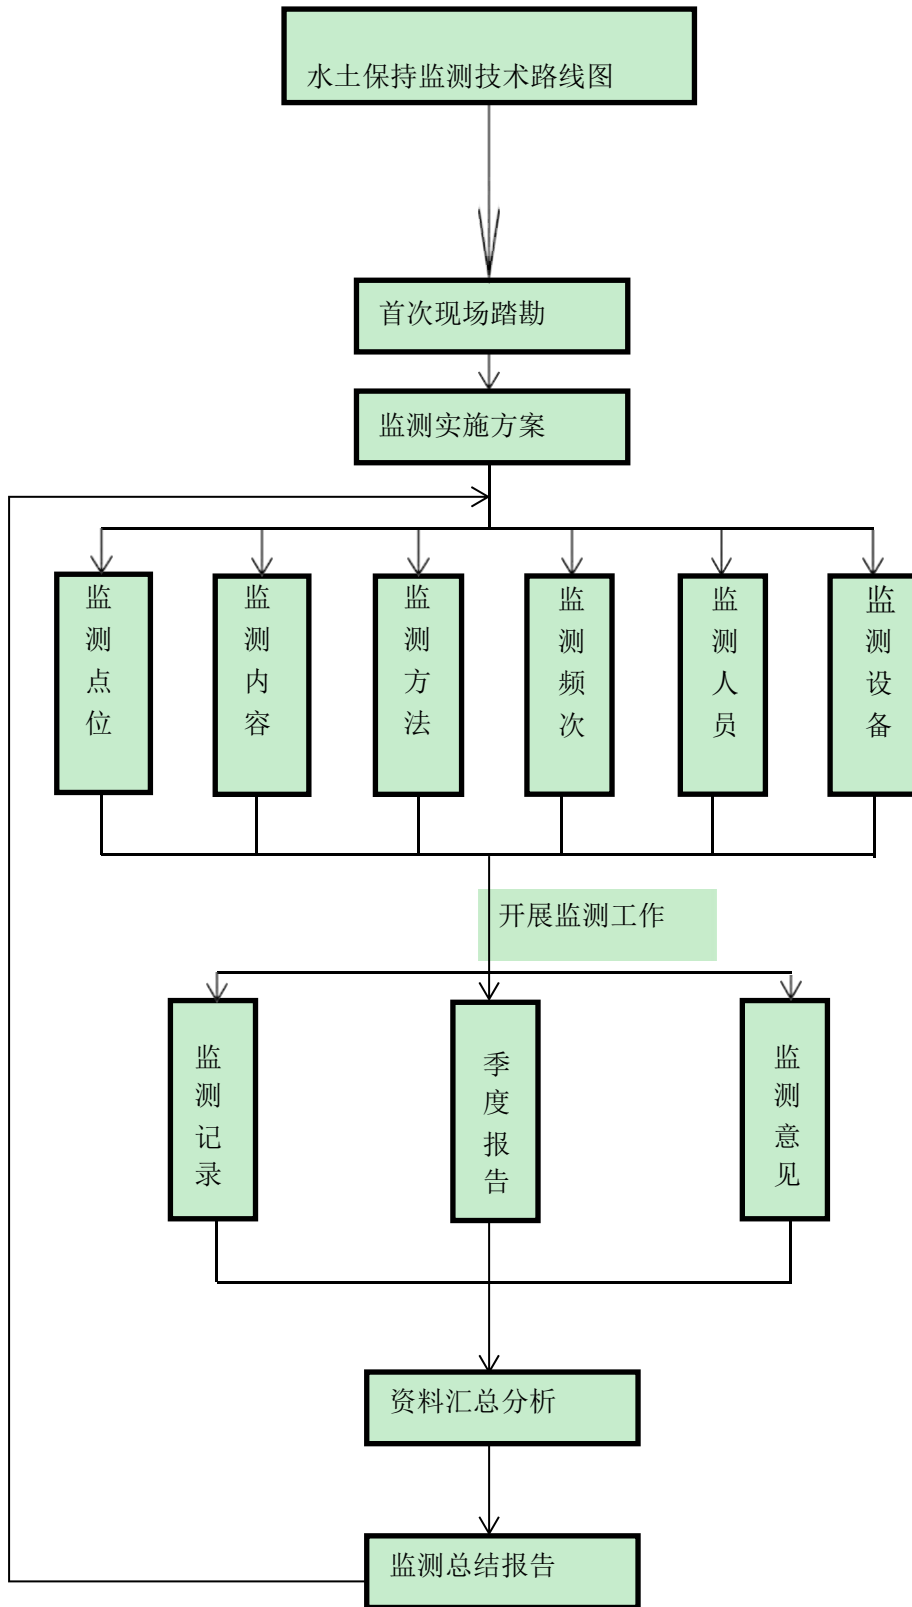 水土保持监测技术路线图
首次现场踏勘
监测实施方案
监测点位
监测内容
监测方法
监测频次
监测人员
监测设备
开展监测工作
监测记录
季度报告
监测意见
资料汇总分析
监测总结报告